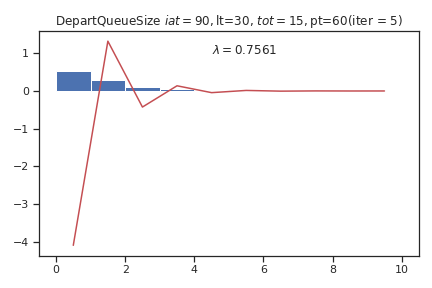 DepartQueueSize iat = 90, lt=30, tot = 15, pt=60(iter = 5)
λ = 0.7561
1
0
−1
−2
−3
−4
0 2 4 6 8 10